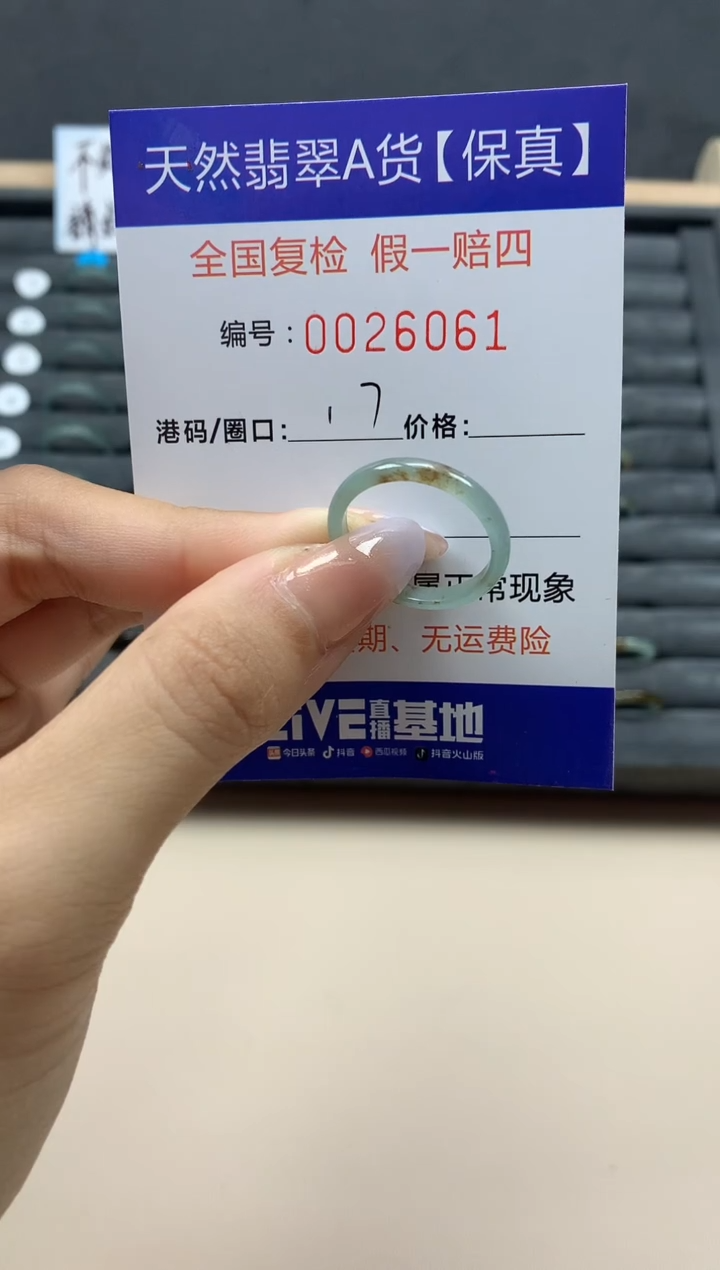 天然翡翠A货【保真】
全国复检 假一赔四
编号：0026061
港码/圈口：17 价格：
正常现象
期、无运费险
LIVE直播基地
今日头条 抖音 西瓜视频 抖音火山版